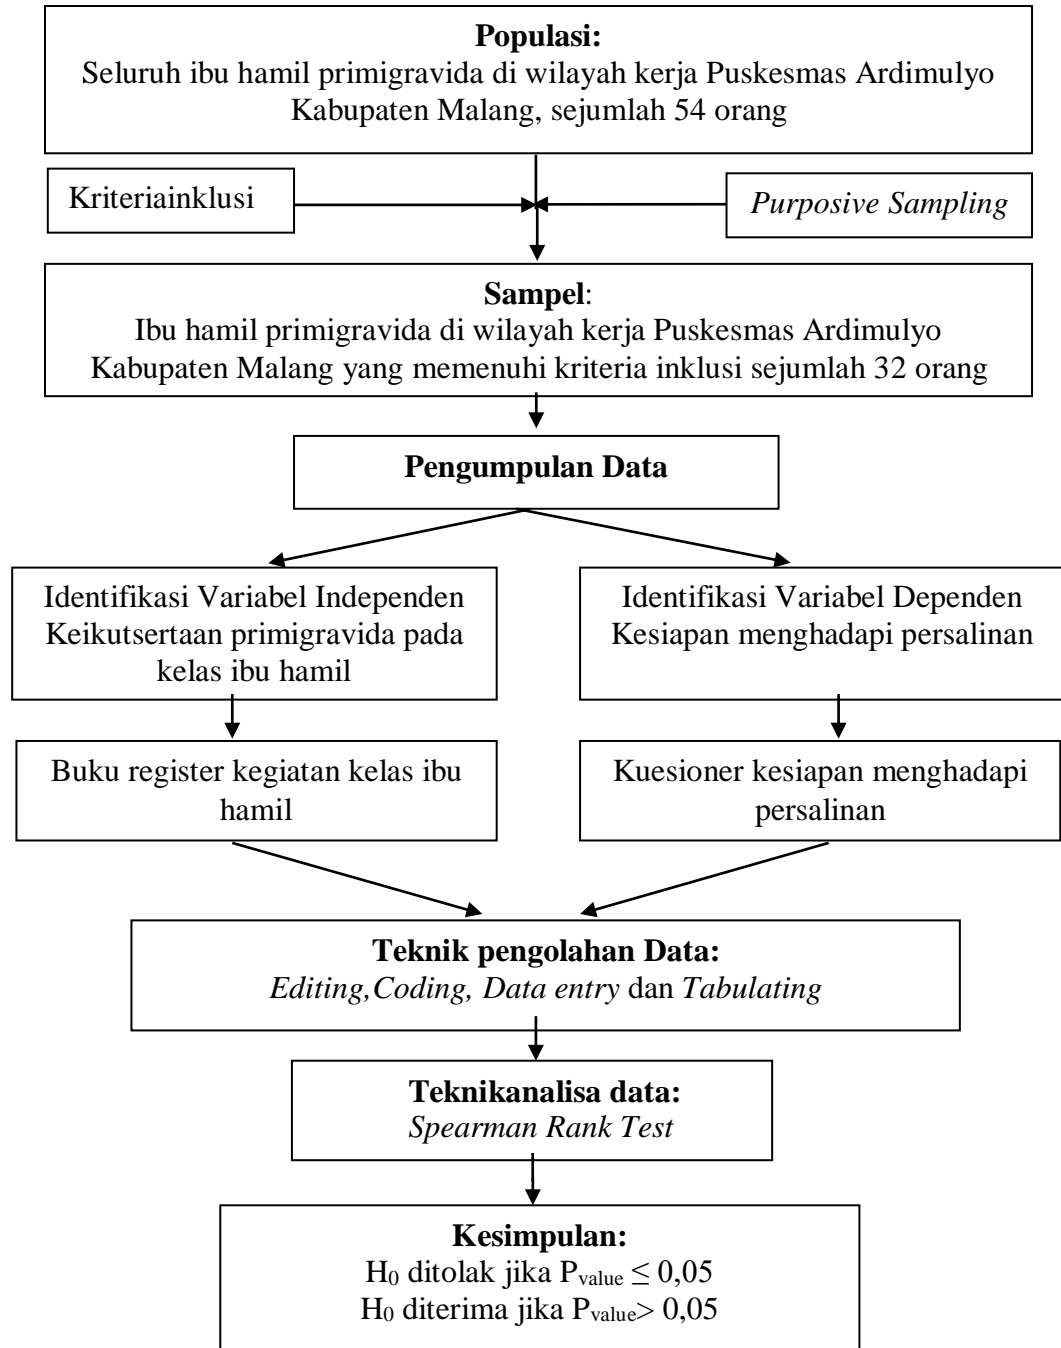 Populasi:
Seluruh ibu hamil primigravida di wilayah kerja Puskesmas Ardimulyo
Kabupaten Malang, sejumlah 54 orang
Kriteriainklusi
Purposive Sampling
Sampel:
Ibu hamil primigravida di wilayah kerja Puskesmas Ardimulyo
Kabupaten Malang yang memenuhi kriteria inklusi sejumlah 32 orang
Pengumpulan Data
Identifikasi Variabel Independen
Keikutsertaan primigravida pada
kelas ibu hamil
Identifikasi Variabel Dependen
Kesiapan menghadapi persalinan
Buku register kegiatan kelas ibu
hamil
Kuesioner kesiapan menghadapi
persalinan
Teknik pengolahan Data:
Editing,Coding, Data entry dan Tabulating
Teknikanalisa data:
Spearman Rank Test
Kesimpulan:
H₀ ditolak jika Pvalue ≤ 0,05
H₀ diterima jika Pvalue> 0,05